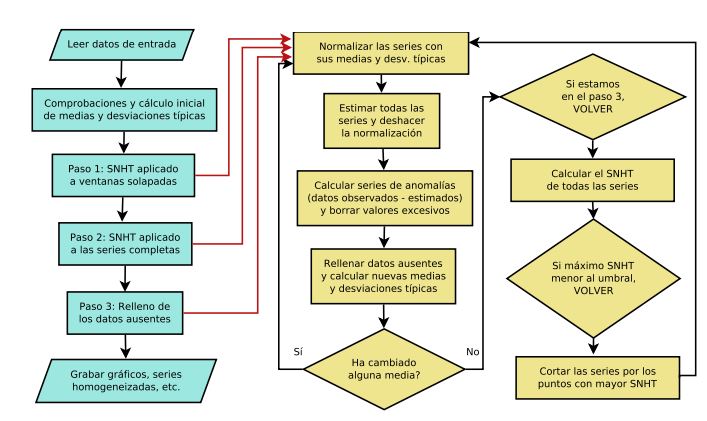 Leer datos de entrada
Comprobaciones y cálculo inicial
de medias y desviaciones típicas
Paso 1: SNHT aplicado
a ventanas solapadas
Paso 2: SNHT aplicado
a las series completas
Paso 3: Relleno de
los datos ausentes
Grabar gráficos, series
homogeneizadas, etc.
Normalizar las series con
sus medias y desv. típicas
Estimar todas las
series y deshacer
la normalización
Calcular series de anomalías
(datos observados - estimados)
y borrar valores excesivos
Rellenar datos ausentes
y calcular nuevas medias
y desviaciones típicas
Sí
Ha cambiado
alguna media?
No
Si estamos
en el paso 3,
VOLVER
Calcular el SNHT
de todas las series
Si máximo SNHT
menor al umbral,
VOLVER
Cortar las series por los
puntos con mayor SNHT